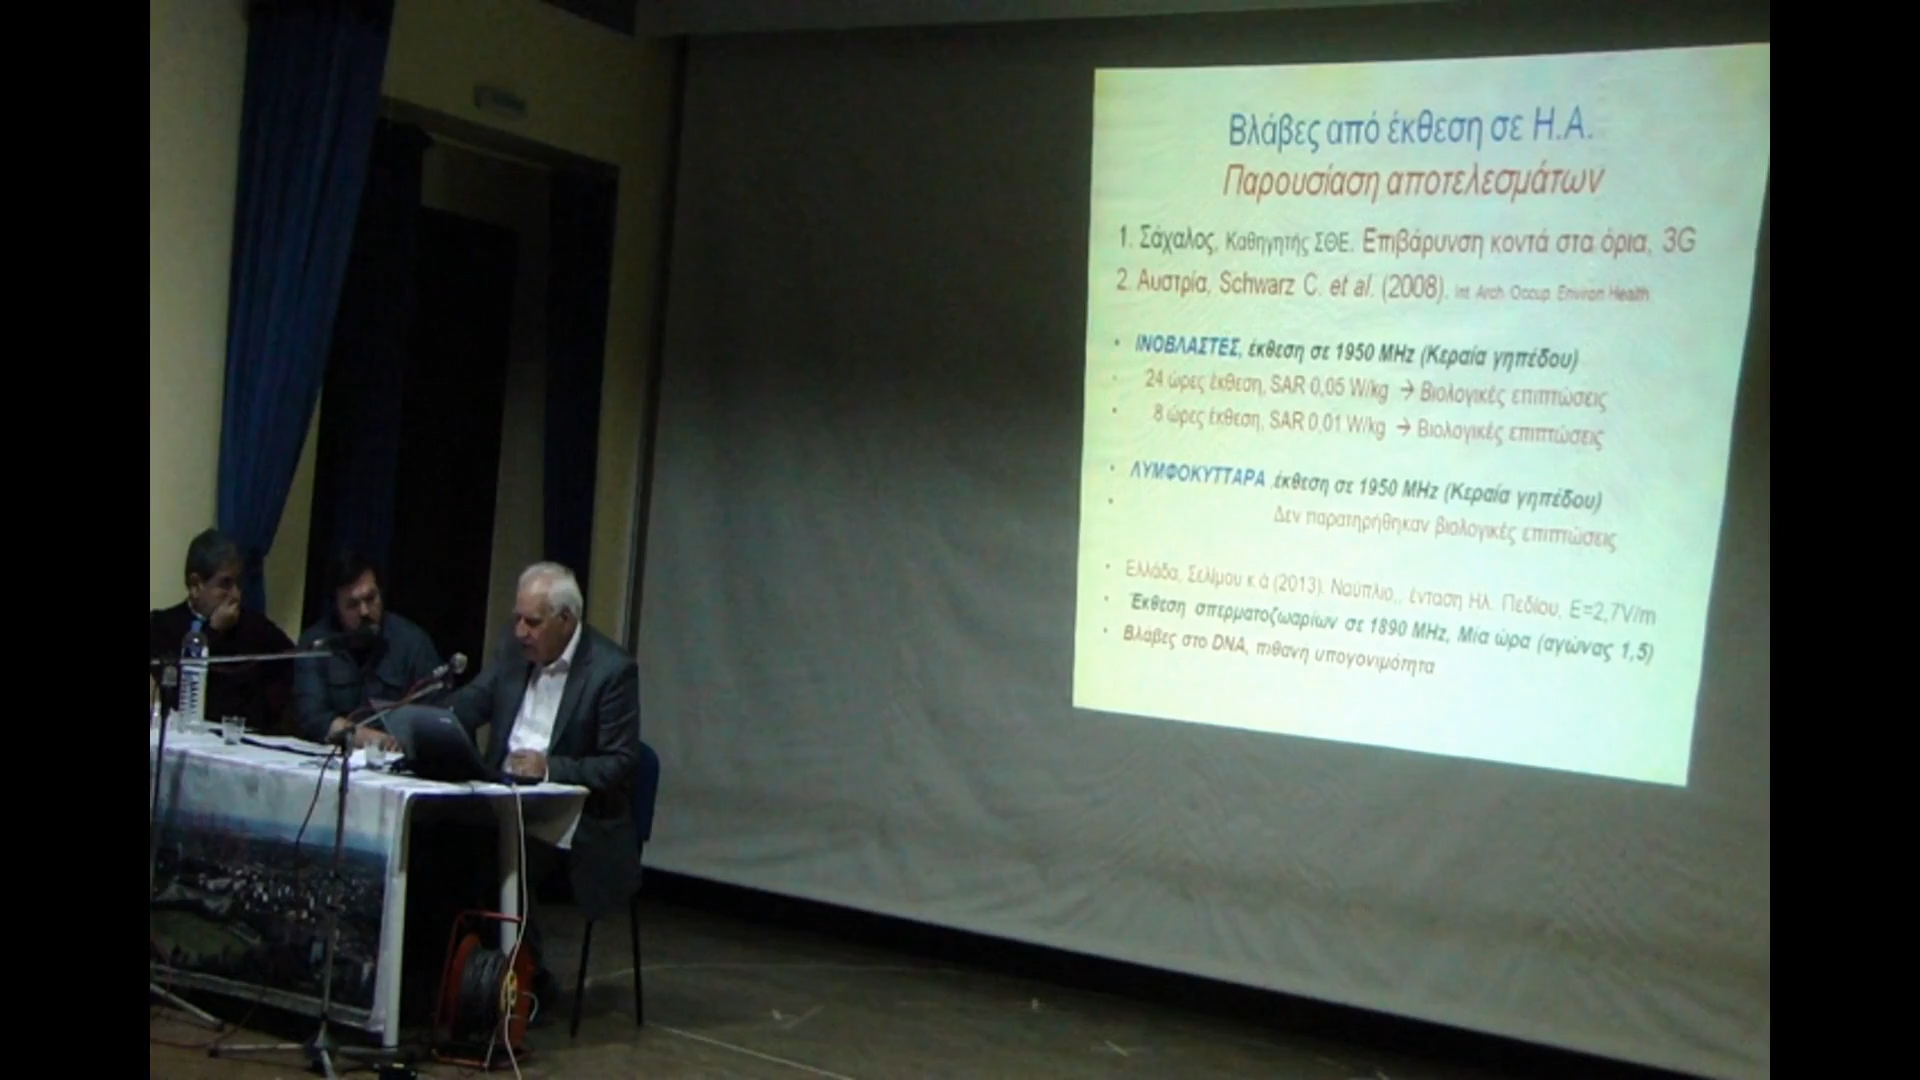 Βλάβες από έκθεση σε Η.Α.
Παρουσίαση αποτελεσμάτων
1. Σάχαλος, Καθηγητής ΣΘΕ. Επιβάρυνση κοντά στα όρια, 3G
2. Αυστρία, Schwarz C. et al. (2008). Int Arch Occup Environ Health
• ΙΝΟΒΛΑΣΤΕΣ, έκθεση σε 1950 MHz (Κεραία γηπέδου)
• 24 ώρες έκθεση, SAR 0,05 W/kg → Βιολογικές επιπτώσεις
• 8 ώρες έκθεση, SAR 0,01 W/kg → Βιολογικές επιπτώσεις
• ΛΥΜΦΟΚΥΤΤΑΡΑ ,έκθεση σε 1950 MHz (Κεραία γηπέδου)
• Δεν παρατηρήθηκαν βιολογικές επιπτώσεις
• Ελλάδα, Σελίμου κ.ά (2013). Ναύπλιο., ένταση Ηλ. Πεδίου, E=2,7V/m
• Έκθεση σπερματοζωαρίων σε 1890 MHz, Μία ώρα (αγώνας 1,5)
• Βλάβες στο DNA, πιθανή υπογονιμότητα